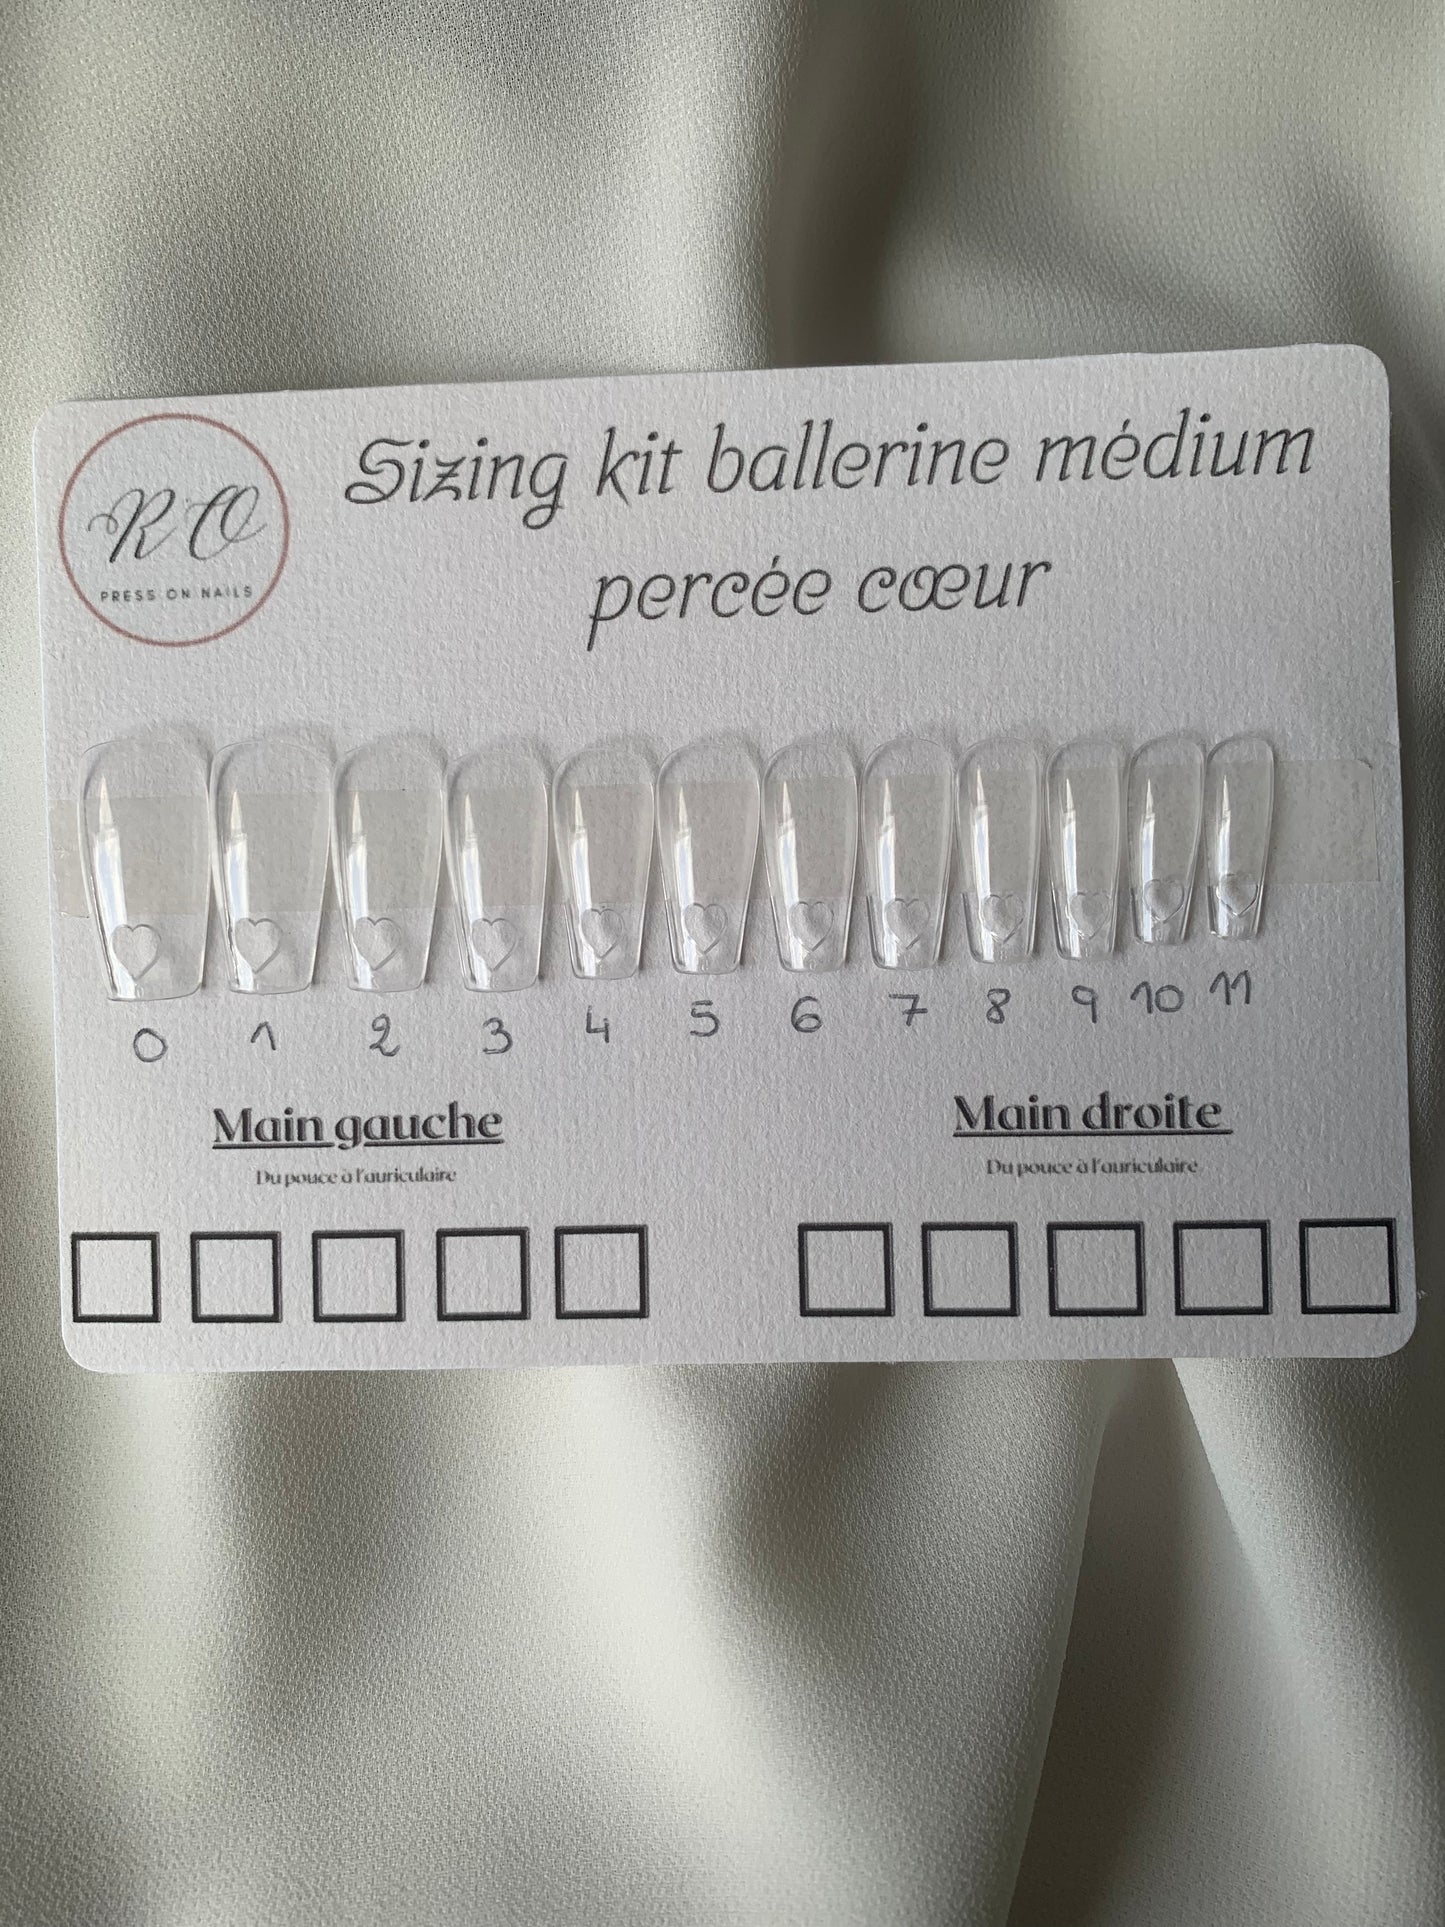 RO
PRESS ON NAILS
Sizing kit ballerine médium
percée cœur
0 1 2 3 4 5 6 7 8 9 10 11
Main gauche
Du pouce à l'auriculaire
Main droite
Du pouce à l'auriculaire